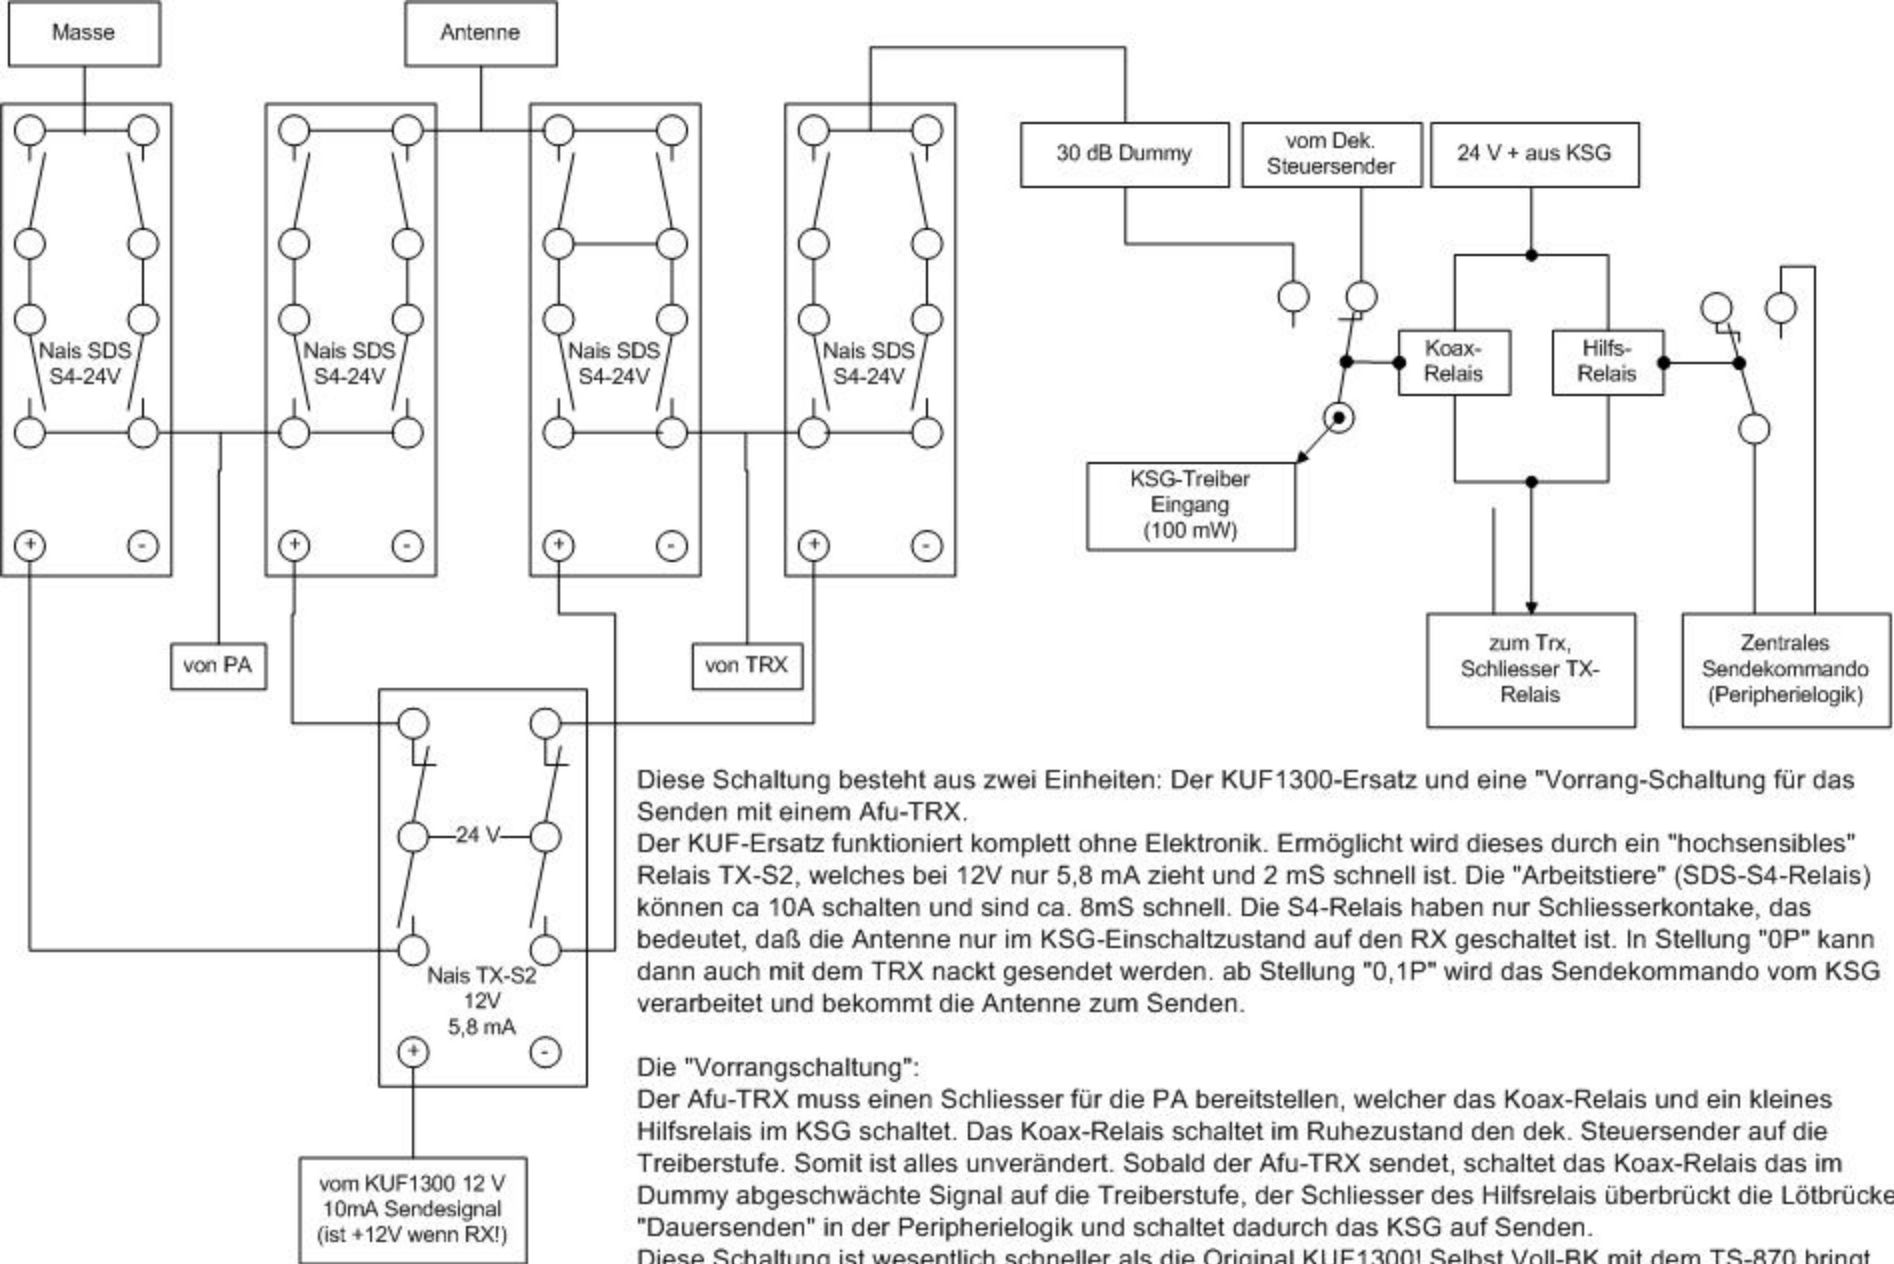 Masse
Antenne
30 dB Dummy
vom Dek.
Steuersender
24 V + aus KSG
Nais SDS
S4-24V
Nais SDS
S4-24V
Nais SDS
S4-24V
Nais SDS
S4-24V
Koax-
Relais
Hilfs-
Relais
KSG-Treiber
Eingang
(100 mW)
+
-
+
-
+
-
+
-
von PA
von TRX
zum Trx,
Schliesser TX-
Relais
Zentrales
Sendekommando
(Peripherielogik)
24 V
Nais TX-S2
12V
5,8 mA
+
-
vom KUF1300 12 V
10mA Sendesignal
(ist +12V wenn RX!)
Diese Schaltung besteht aus zwei Einheiten: Der KUF1300-Ersatz und eine "Vorrang-Schaltung für das
Senden mit einem Afu-TRX.
Der KUF-Ersatz funktioniert komplett ohne Elektronik. Ermöglicht wird dieses durch ein "hochsensibles"
Relais TX-S2, welches bei 12V nur 5,8 mA zieht und 2 mS schnell ist. Die "Arbeitstiere" (SDS-S4-Relais)
können ca 10A schalten und sind ca. 8mS schnell. Die S4-Relais haben nur Schliesserkontake, das
bedeutet, daß die Antenne nur im KSG-Einschaltzustand auf den RX geschaltet ist. In Stellung "0P" kann
dann auch mit dem TRX nackt gesendet werden. ab Stellung "0,1P" wird das Sendekommando vom KSG
verarbeitet und bekommt die Antenne zum Senden.
Die "Vorrangschaltung":
Der Afu-TRX muss einen Schliesser für die PA bereitstellen, welcher das Koax-Relais und ein kleines
Hilfsrelais im KSG schaltet. Das Koax-Relais schaltet im Ruhezustand den dek. Steuersender auf die
Treiberstufe. Somit ist alles unverändert. Sobald der Afu-TRX sendet, schaltet das Koax-Relais das im
Dummy abgeschwächte Signal auf die Treiberstufe, der Schliesser des Hilfsrelais überbrückt die Lötbrücke
"Dauersenden" in der Peripherielogik und schaltet dadurch das KSG auf Senden.
Diese Schaltung ist wesentlich schneller als die Original KUF1300! Selbst Voll-BK mit dem TS-870 bringt